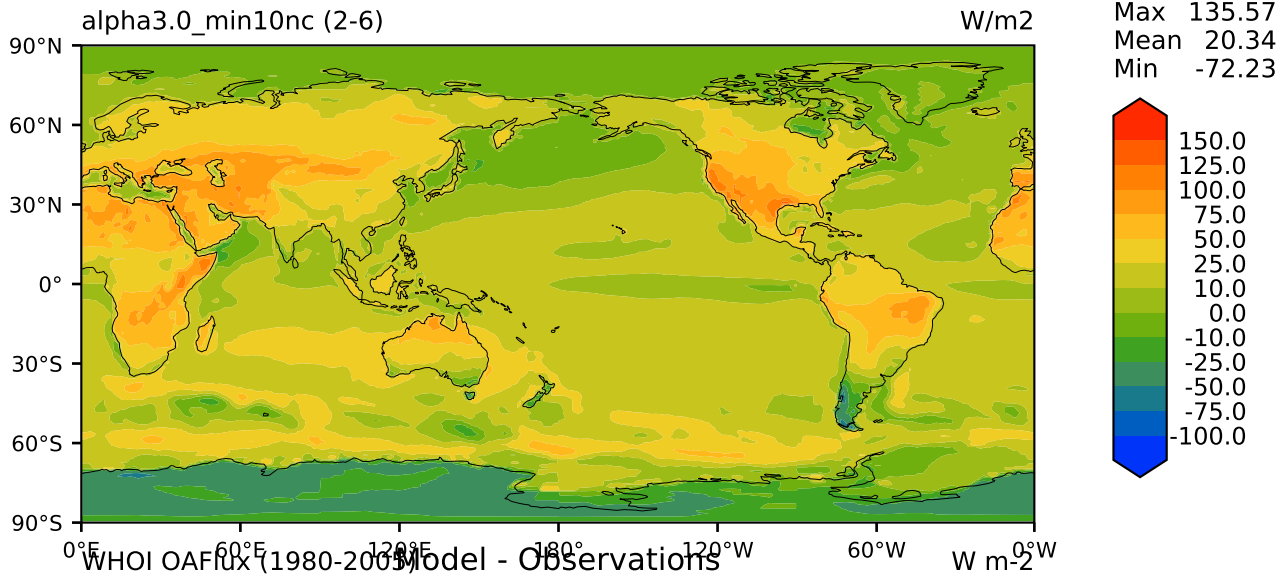 alpha3.0_min10nc (2-6)
W/m2
Max 135.57
Mean 20.34
Min -72.23
90°N
60°N
30°N
0°
30°S
60°S
90°S
0°E
60°E
120°E
180°
120°W
60°W
0°W
150.0
125.0
100.0
75.0
50.0
25.0
10.0
0.0
-10.0
-25.0
-50.0
-75.0
-100.0
WHOI OAFlux (1980-2005)
Model - Observations
W m-2